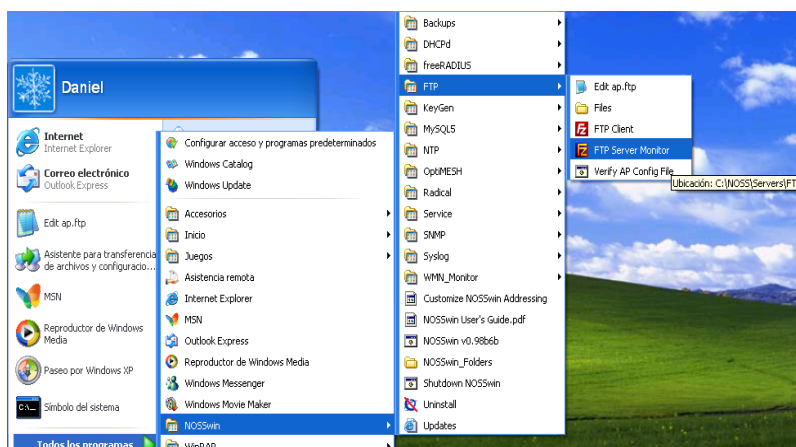 Daniel
Internet
Internet Explorer
Correo electrónico
Outlook Express
Edit ap.ftp
Asistente para transferencia
de archivos y configuracio...
MSN
Reproductor de Windows
Media
Paseo por Windows XP
Símbolo del sistema
Todos los programas
Configurar acceso y programas predeterminados
Windows Catalog
Windows Update
Accesorios
Inicio
Juegos
Asistencia remota
Internet Explorer
MSN
Outlook Express
Reproductor de Windows Media
Windows Messenger
Windows Movie Maker
NOSSwin
WinRAR
Backups
DHCPd
freeRADIUS
FTP
KeyGen
MySQL5
NTP
OptiMESH
Radical
Service
SNMP
Syslog
WMN_Monitor
Customize NOSSwin Addressing
NOSSwin User's Guide.pdf
NOSSwin v0.98b6b
NOSSwin_Folders
Shutdown NOSSwin
Uninstall
Updates
Edit ap.ftp
Files
FTP Client
FTP Server Monitor
Verify AP Config File
Ubicación: C:\NOSS\Servers\FT